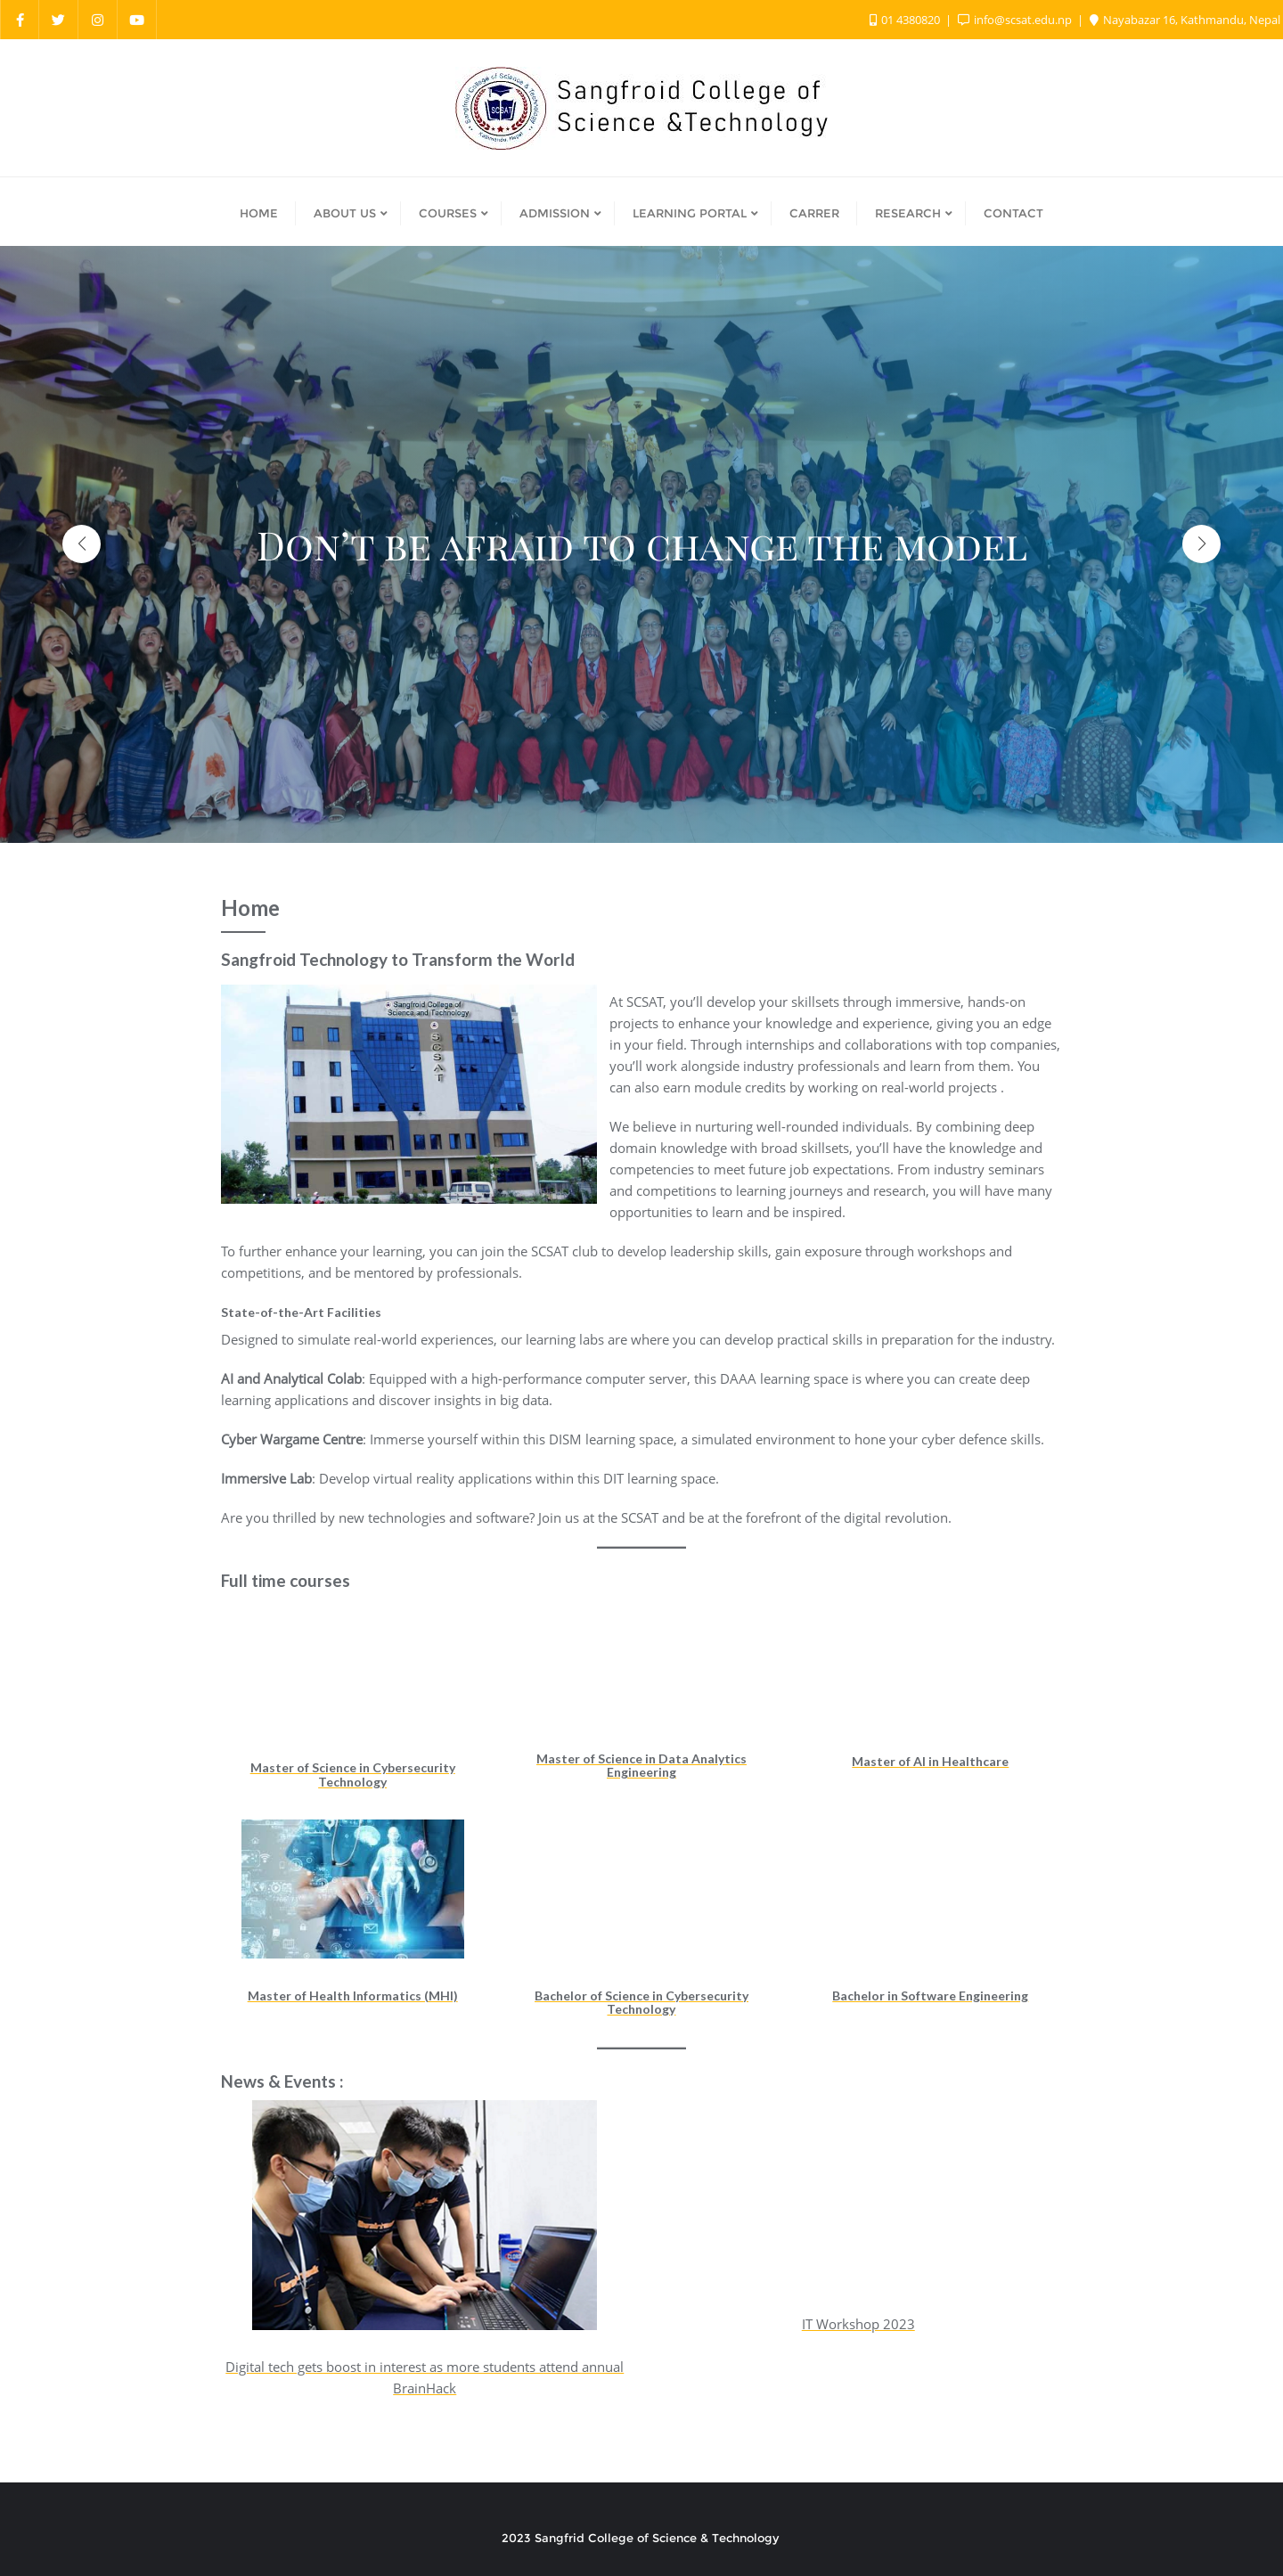 01 4380820 | info@scsat.edu.np | Nayabazar 16, Kathmandu, Nepal
SCSAT
Sangfroid College of Science & Technology
Kathmandu, Nepal
Sangfroid College of
Science &Technology
HOME ABOUT US COURSES ADMISSION LEARNING PORTAL CARRER RESEARCH CONTACT
Don’t be afraid to change the model
Home
Sangfroid Technology to Transform the World
Sangfroid College of
Science and Technology
SCSAT
At SCSAT, you’ll develop your skillsets through immersive, hands-on
projects to enhance your knowledge and experience, giving you an edge
in your field. Through internships and collaborations with top companies,
you’ll work alongside industry professionals and learn from them. You
can also earn module credits by working on real-world projects .
We believe in nurturing well-rounded individuals. By combining deep
domain knowledge with broad skillsets, you’ll have the knowledge and
competencies to meet future job expectations. From industry seminars
and competitions to learning journeys and research, you will have many
opportunities to learn and be inspired.
To further enhance your learning, you can join the SCSAT club to develop leadership skills, gain exposure through workshops and
competitions, and be mentored by professionals.
State-of-the-Art Facilities
Designed to simulate real-world experiences, our learning labs are where you can develop practical skills in preparation for the industry.
AI and Analytical Colab: Equipped with a high-performance computer server, this DAAA learning space is where you can create deep
learning applications and discover insights in big data.
Cyber Wargame Centre: Immerse yourself within this DISM learning space, a simulated environment to hone your cyber defence skills.
Immersive Lab: Develop virtual reality applications within this DIT learning space.
Are you thrilled by new technologies and software? Join us at the SCSAT and be at the forefront of the digital revolution.
Full time courses
Master of Science in Cybersecurity
Technology
Master of Science in Data Analytics
Engineering
Master of AI in Healthcare
Master of Health Informatics (MHI)
Bachelor of Science in Cybersecurity
Technology
Bachelor in Software Engineering
News & Events :
IT Workshop 2023
Digital tech gets boost in interest as more students attend annual
BrainHack
2023 Sangfrid College of Science & Technology